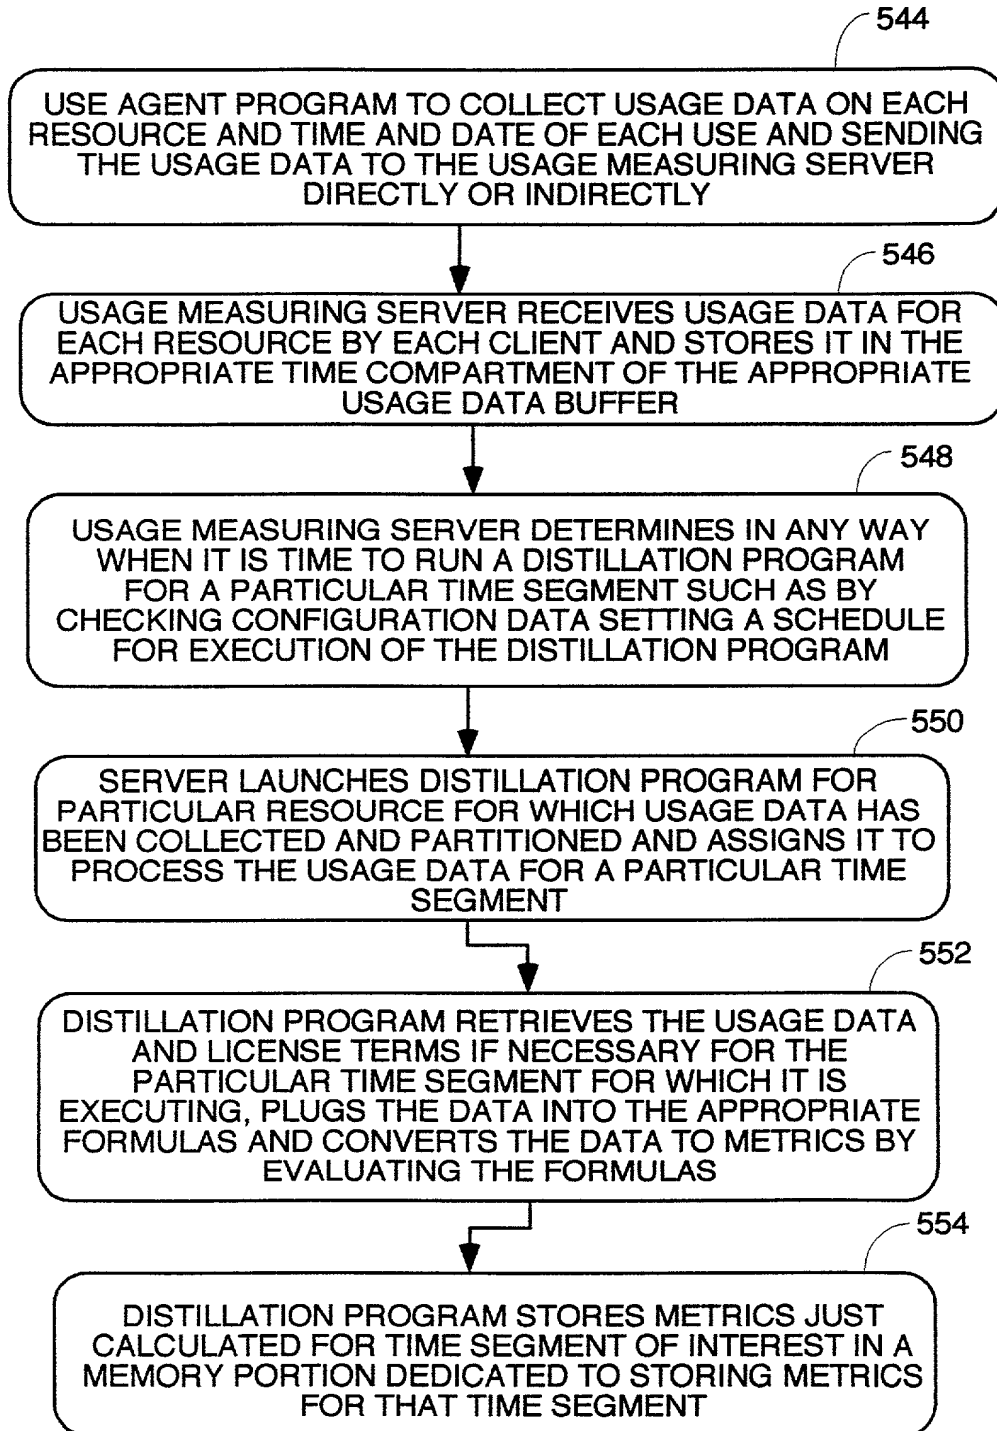 544
USE AGENT PROGRAM TO COLLECT USAGE DATA ON EACH
RESOURCE AND TIME AND DATE OF EACH USE AND SENDING
THE USAGE DATA TO THE USAGE MEASURING SERVER
DIRECTLY OR INDIRECTLY
546
USAGE MEASURING SERVER RECEIVES USAGE DATA FOR
EACH RESOURCE BY EACH CLIENT AND STORES IT IN THE
APPROPRIATE TIME COMPARTMENT OF THE APPROPRIATE
USAGE DATA BUFFER
548
USAGE MEASURING SERVER DETERMINES IN ANY WAY
WHEN IT IS TIME TO RUN A DISTILLATION PROGRAM
FOR A PARTICULAR TIME SEGMENT SUCH AS BY
CHECKING CONFIGURATION DATA SETTING A SCHEDULE
FOR EXECUTION OF THE DISTILLATION PROGRAM
550
SERVER LAUNCHES DISTILLATION PROGRAM FOR
PARTICULAR RESOURCE FOR WHICH USAGE DATA HAS
BEEN COLLECTED AND PARTITIONED AND ASSIGNS IT TO
PROCESS THE USAGE DATA FOR A PARTICULAR TIME
SEGMENT
552
DISTILLATION PROGRAM RETRIEVES THE USAGE DATA
AND LICENSE TERMS IF NECESSARY FOR THE
PARTICULAR TIME SEGMENT FOR WHICH IT IS
EXECUTING, PLUGS THE DATA INTO THE APPROPRIATE
FORMULAS AND CONVERTS THE DATA TO METRICS BY
EVALUATING THE FORMULAS
554
DISTILLATION PROGRAM STORES METRICS JUST
CALCULATED FOR TIME SEGMENT OF INTEREST IN A
MEMORY PORTION DEDICATED TO STORING METRICS
FOR THAT TIME SEGMENT